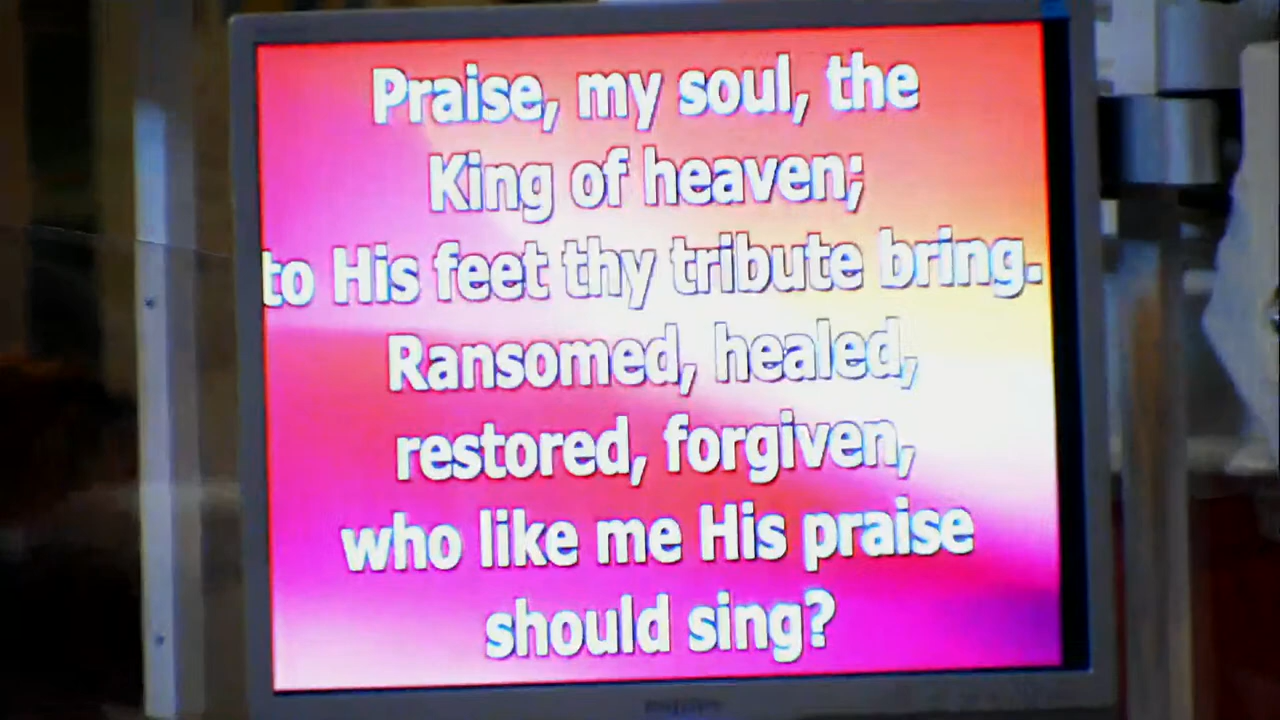 Praise, my soul, the
King of heaven;
to His feet thy tribute bring.
Ransomed, healed,
restored, forgiven,
who like me His praise
should sing?